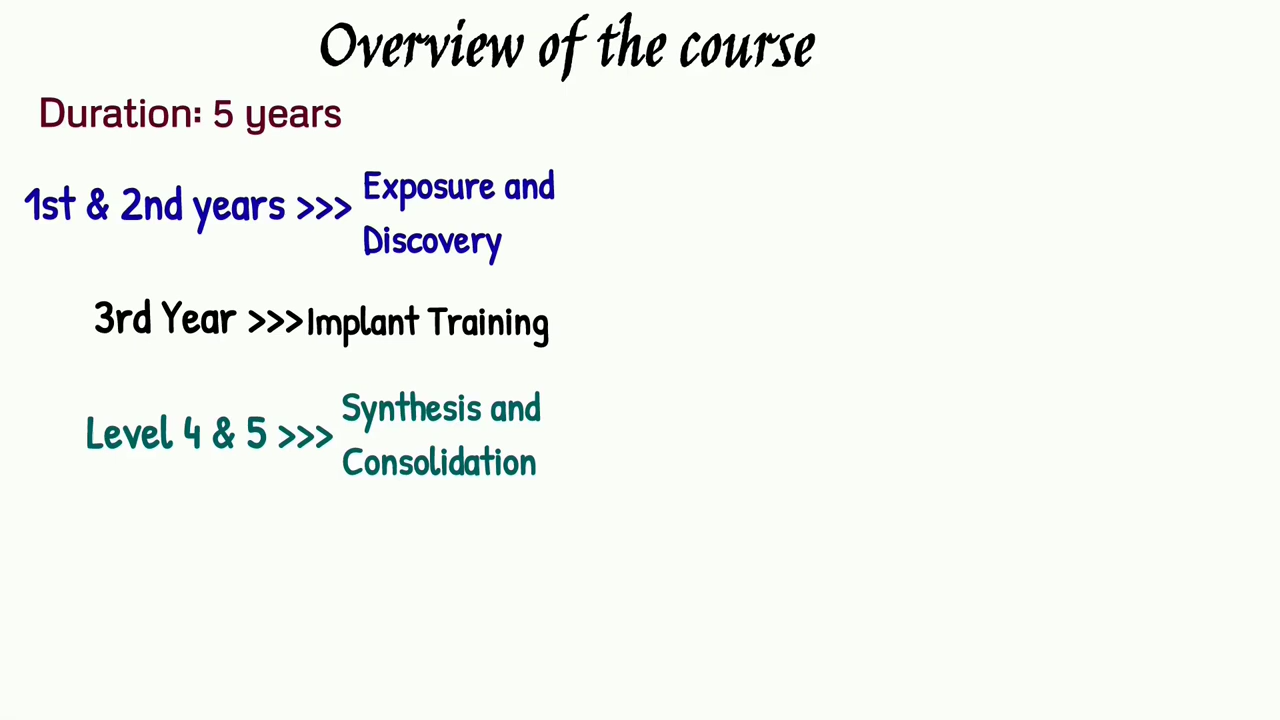 Overview of the course
Duration: 5 years
1st & 2nd years >>> Exposure and
Discovery
3rd Year >>> Implant Training
Level 4 & 5 >>> Synthesis and
Consolidation